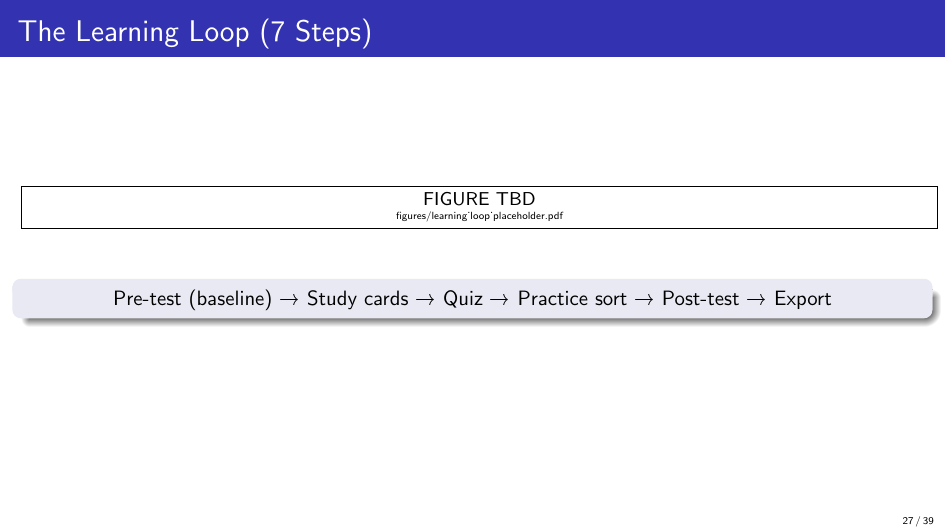 The Learning Loop (7 Steps)
FIGURE TBD
figures/learning˙loop˙placeholder.pdf
Pre-test (baseline) → Study cards → Quiz → Practice sort → Post-test → Export
27 / 39